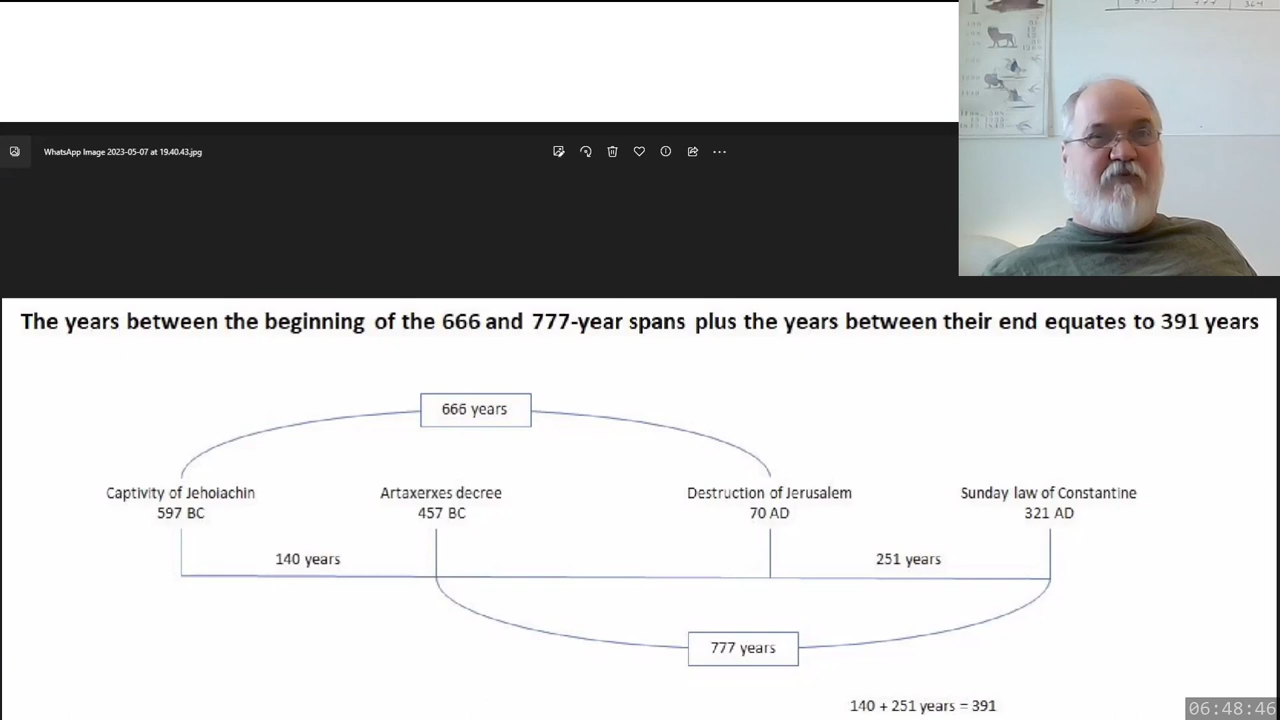 WhatsApp Image 2023-05-07 at 19.40.43.jpg
The years between the beginning of the 666 and 777-year spans plus the years between their end equates to 391 years
666 years
Captivity of Jehoiachin
597 BC
Artaxerxes decree
457 BC
Destruction of Jerusalem
70 AD
Sunday law of Constantine
321 AD
140 years
251 years
777 years
140 + 251 years = 391
06:48:46